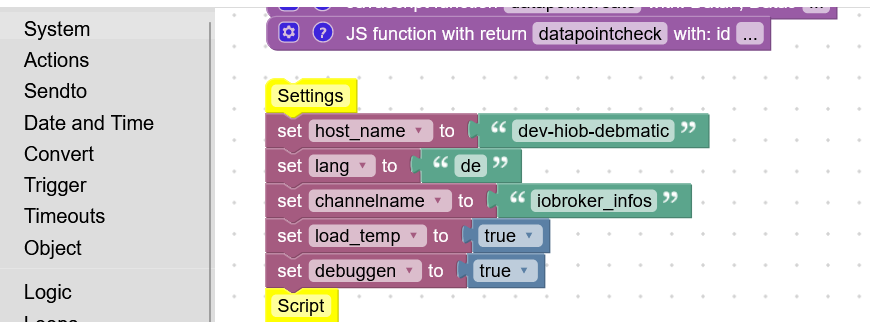 System
Actions
Sendto
Date and Time
Convert
Trigger
Timeouts
Object
Logic
Loops
JS function with return datapointcheck with: id ...
Settings
set host_name ▾ to “ dev-hiob-debmatic ”
set lang ▾ to “ de ”
set channelname ▾ to “ iobroker_infos ”
set load_temp ▾ to true ▾
set debuggen ▾ to true ▾
Script